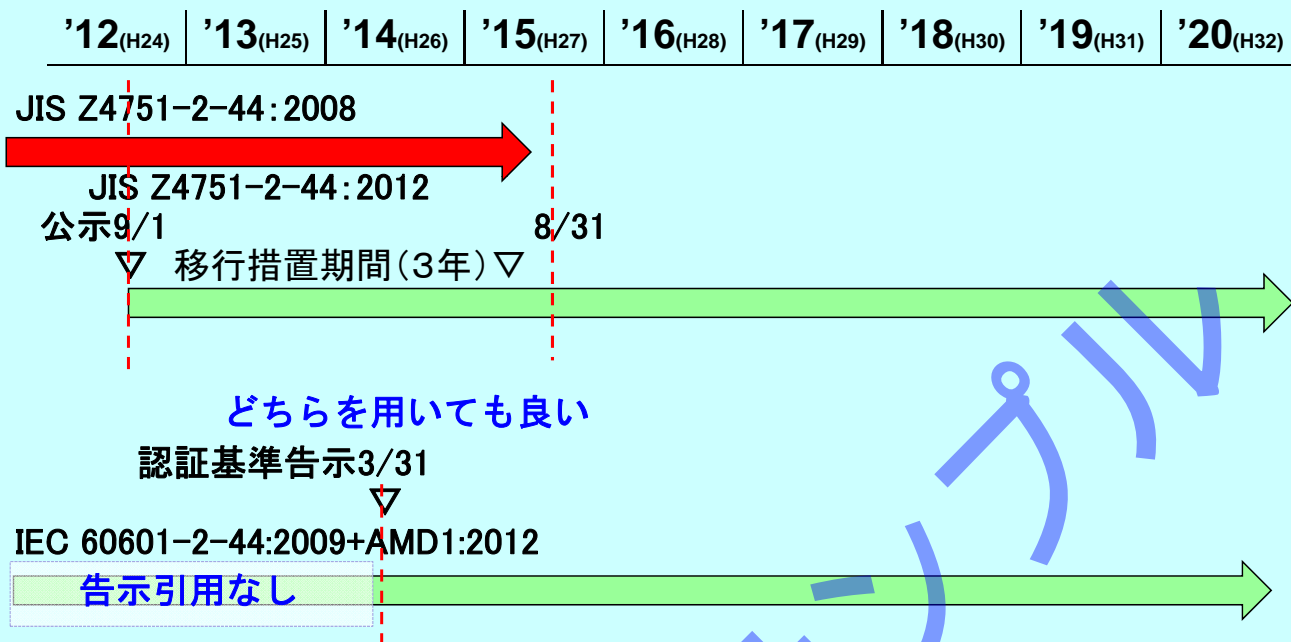 ’12(H24) ’13(H25) ’14(H26) ’15(H27) ’16(H28) ’17(H29) ’18(H30) ’19(H31) ’20(H32)
JIS Z4751-2-44:2008
JIS Z4751-2-44:2012
公示9/1 8/31
▽ 移行措置期間(3年)▽
どちらを用いても良い
認証基準告示3/31
▽
IEC 60601-2-44:2009+AMD1:2012
告示引用なし
ンプル